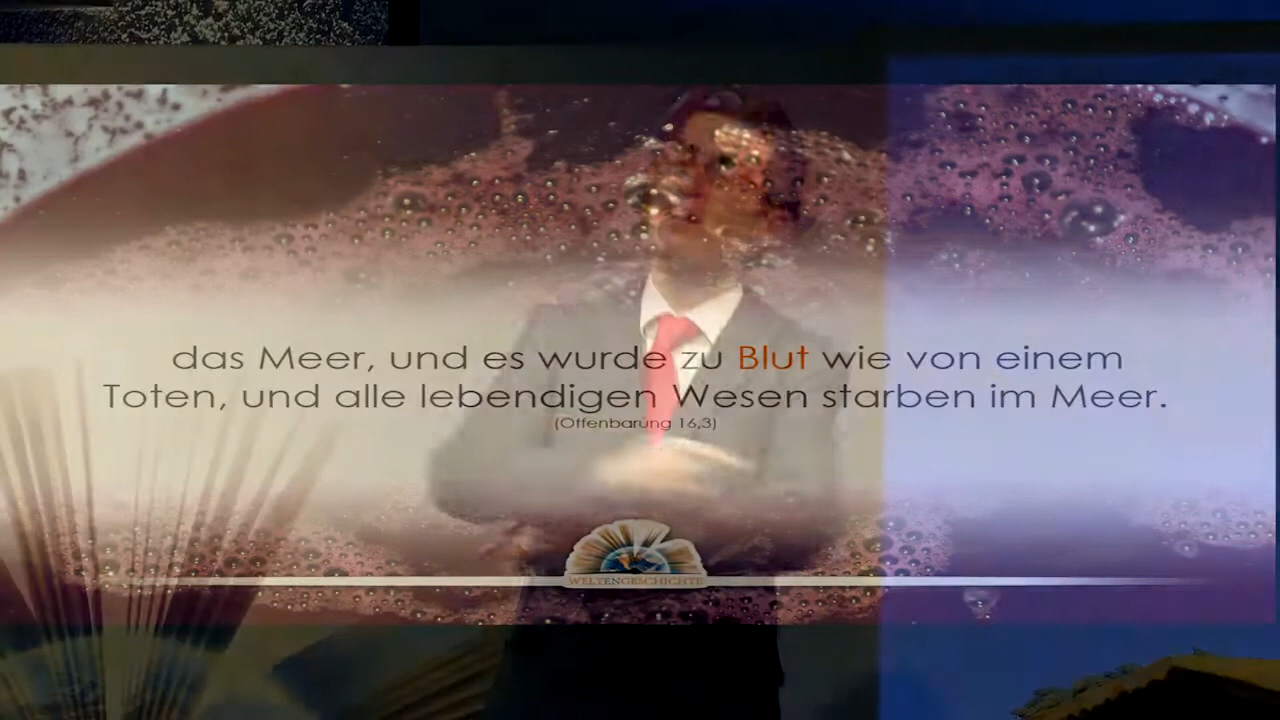 das Meer, und es wurde zu Blut wie von einem
Toten, und alle lebendigen Wesen starben im Meer.
(Offenbarung 16,3)
WELTENGESCHICHTE